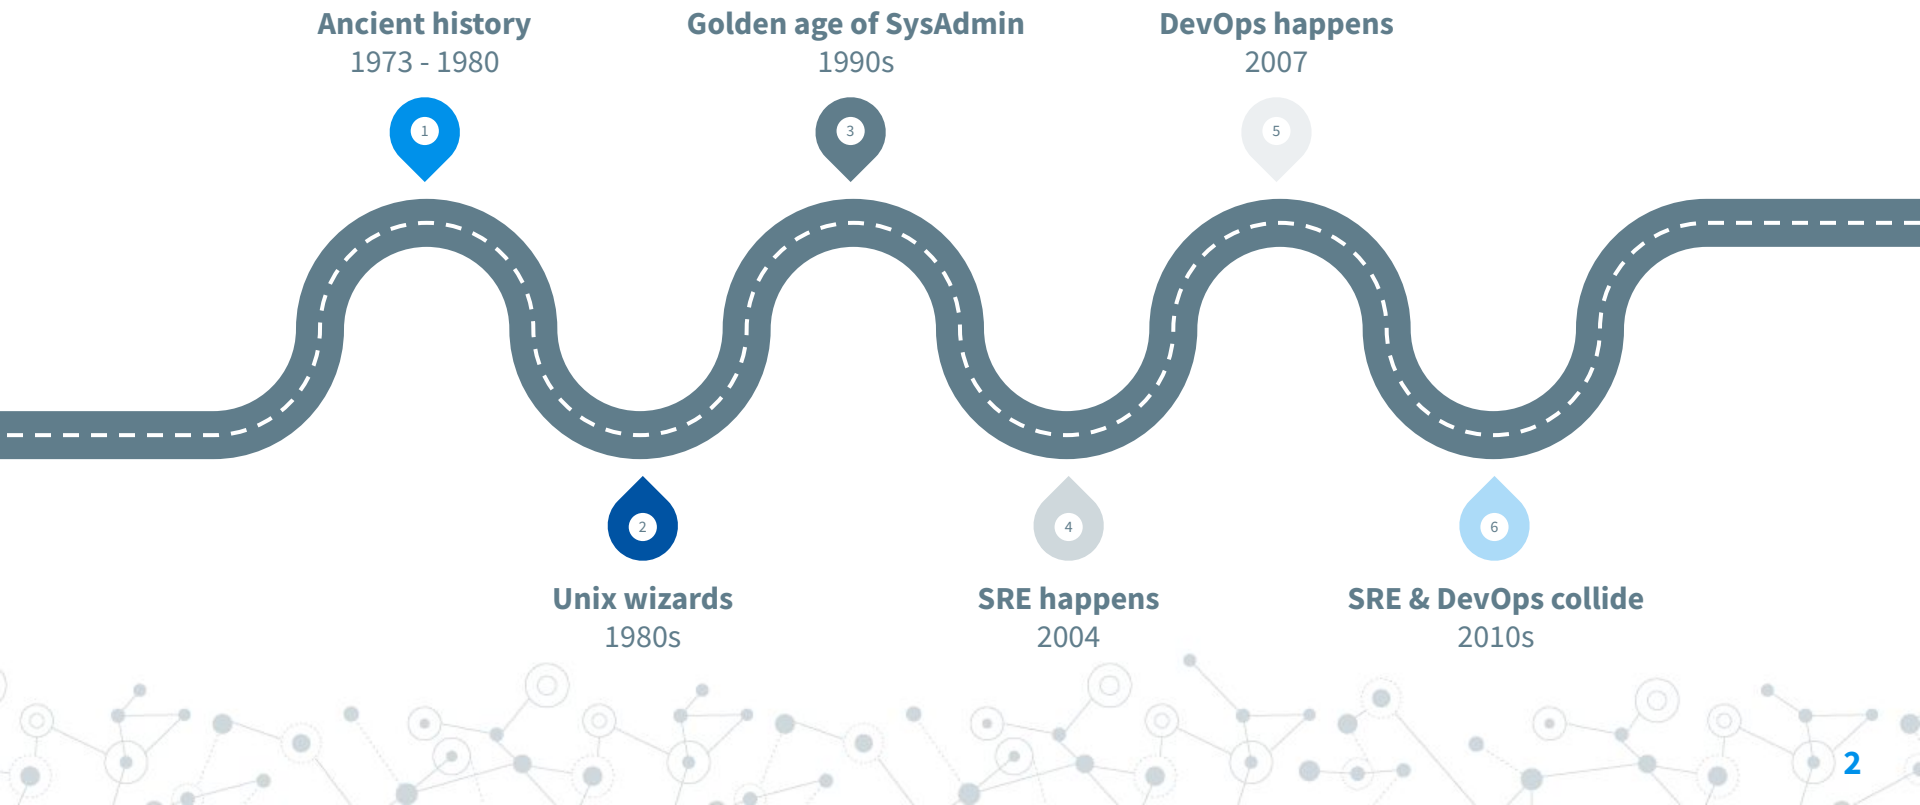 Ancient history
1973 - 1980
1
Golden age of SysAdmin
1990s
3
DevOps happens
2007
5
2
Unix wizards
1980s
4
SRE happens
2004
6
SRE & DevOps collide
2010s
2